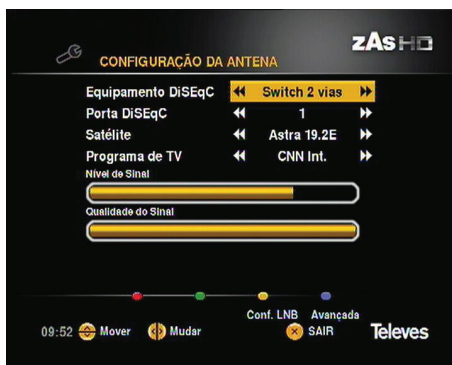 zAs HD
CONFIGURAÇÃO DA ANTENA
Equipamento DiSEqC Switch 2 vias
Porta DiSEqC 1
Satélite Astra 19.2E
Programa de TV CNN Int.
Nível de Sinal
Qualidade do Sinal
Conf. LNB Avançada
09:52 Mover Mudar SAIR Televes